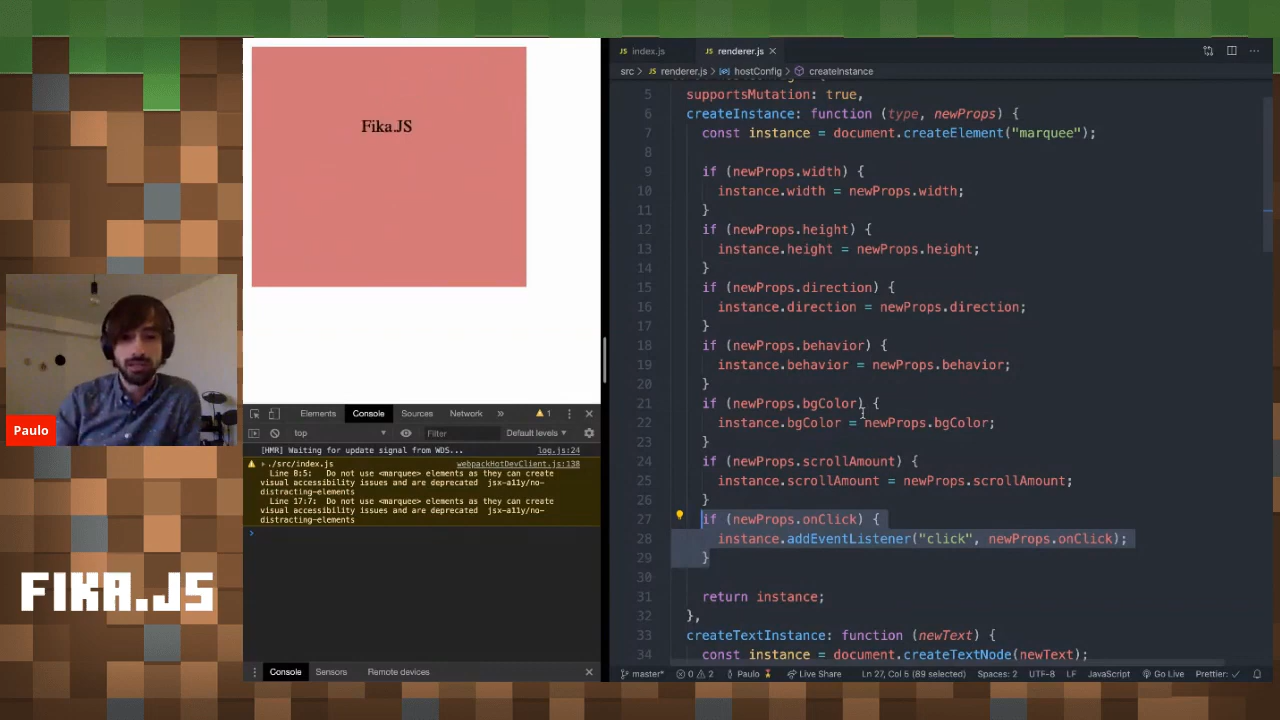 Fika.JS
Paulo
FIKA.JS
Elements Console Sources Network » 1
top Filter Default levels
[HMR] Waiting for update signal from WDS... log.js:24
./src/index.js webpackHotDevClient.js:138
Line 8:5: Do not use <marquee> elements as they can create
visual accessibility issues and are deprecated jsx-a11y/no-
distracting-elements
Line 17:7: Do not use <marquee> elements as they can create
visual accessibility issues and are deprecated jsx-a11y/no-
distracting-elements
Console Sensors Remote devices
JS index.js JS renderer.js
src > JS renderer.js > hostConfig > createInstance
5 supportsMutation: true,
6 createInstance: function (type, newProps) {
7 const instance = document.createElement("marquee");
8
9 if (newProps.width) {
10 instance.width = newProps.width;
11 }
12 if (newProps.height) {
13 instance.height = newProps.height;
14 }
15 if (newProps.direction) {
16 instance.direction = newProps.direction;
17 }
18 if (newProps.behavior) {
19 instance.behavior = newProps.behavior;
20 }
21 if (newProps.bgColor) {
22 instance.bgColor = newProps.bgColor;
23 }
24 if (newProps.scrollAmount) {
25 instance.scrollAmount = newProps.scrollAmount;
26 }
27 if (newProps.onClick) {
28 instance.addEventListener("click", newProps.onClick);
29 }
30
31 return instance;
32 },
33 createTextInstance: function (newText) {
34 const instance = document.createTextNode(newText);
master* 0 2 Paulo Live Share Ln 27, Col 5 (89 selected) Spaces: 2 UTF-8 LF JavaScript Go Live Prettier: ✓